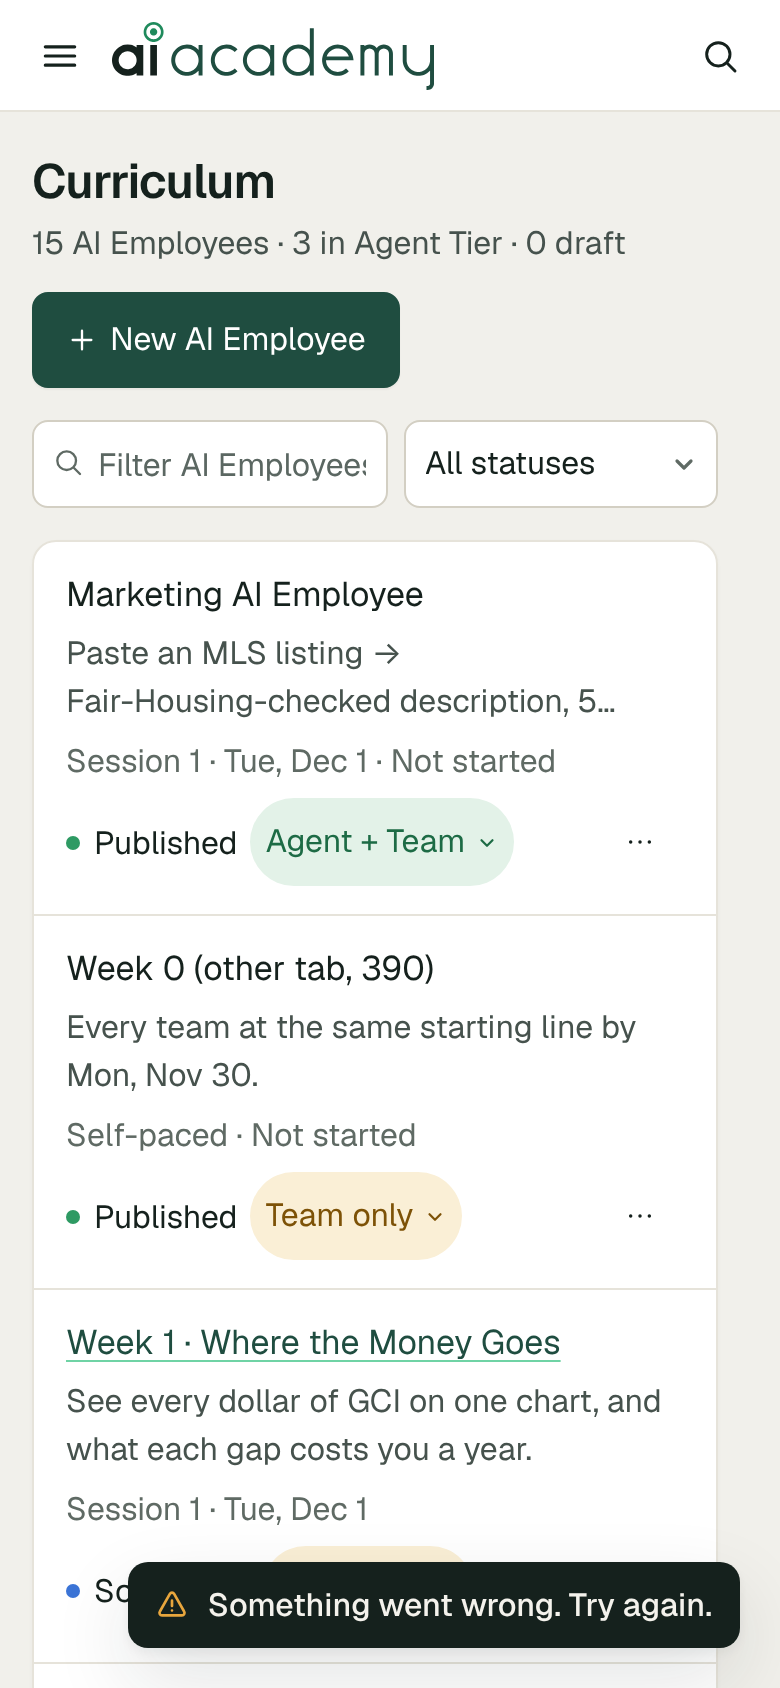 ai academy
Curriculum
15 AI Employees · 3 in Agent Tier · 0 draft
+ New AI Employee
Filter AI Employees
All statuses
Marketing AI Employee
Paste an MLS listing →
Fair-Housing-checked description, 5...
Session 1 · Tue, Dec 1 · Not started
Published
Agent + Team
...
Week 0 (other tab, 390)
Every team at the same starting line by
Mon, Nov 30.
Self-paced · Not started
Published
Team only
...
Week 1 · Where the Money Goes
See every dollar of GCI on one chart, and
what each gap costs you a year.
Session 1 · Tue, Dec 1
Something went wrong. Try again.